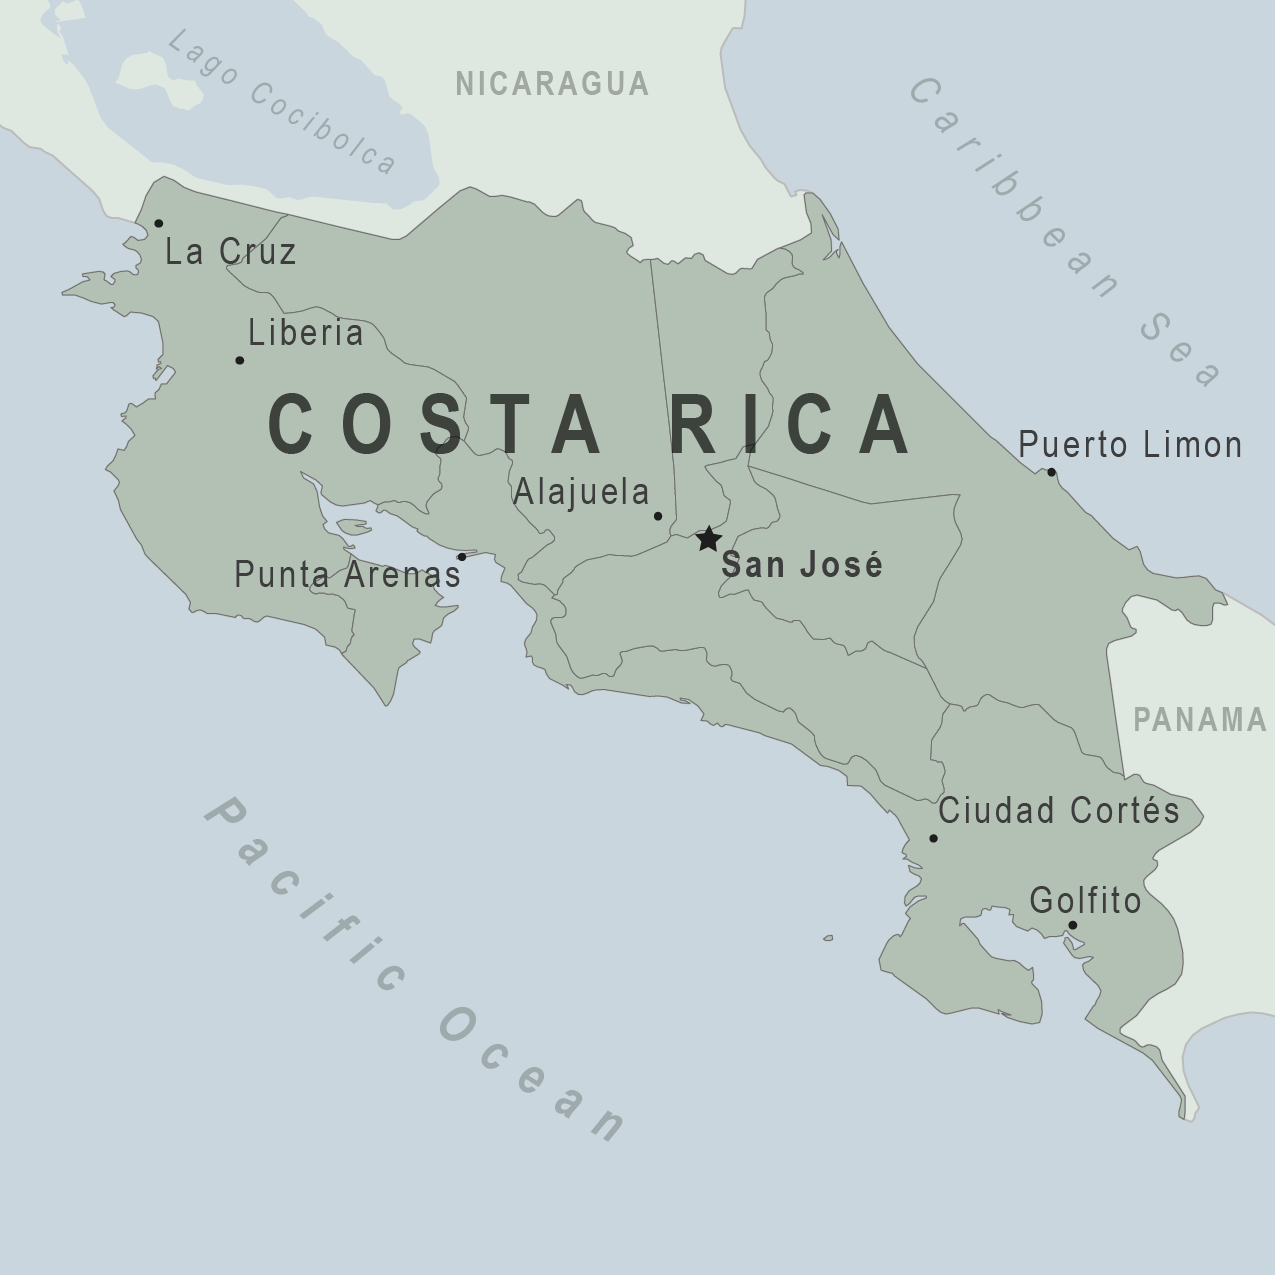 Lago Cocibolca
NICARAGUA
Caribbean Sea
La Cruz
Liberia
COSTA RICA
Puerto Limon
Alajuela
San José
Punta Arenas
PANAMA
Pacific Ocean
Ciudad Cortés
Golfito